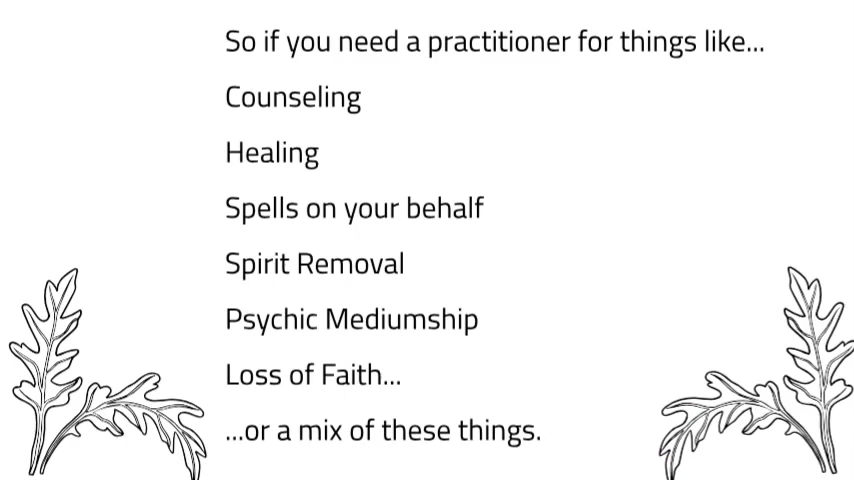 So if you need a practitioner for things like...
Counseling
Healing
Spells on your behalf
Spirit Removal
Psychic Mediumship
Loss of Faith...
...or a mix of these things.